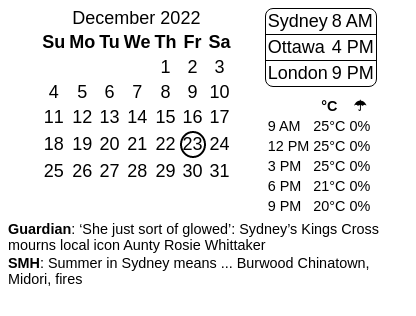 December 2022
Su Mo Tu We Th Fr Sa
1 2 3
4 5 6 7 8 9 10
11 12 13 14 15 16 17
18 19 20 21 22 23 24
25 26 27 28 29 30 31
Sydney 8 AM
Ottawa 4 PM
London 9 PM
°C ☂
9 AM 25°C 0%
12 PM 25°C 0%
3 PM 25°C 0%
6 PM 21°C 0%
9 PM 20°C 0%
Guardian: ‘She just sort of glowed’: Sydney’s Kings Cross
mourns local icon Aunty Rosie Whittaker
SMH: Summer in Sydney means ... Burwood Chinatown,
Midori, fires